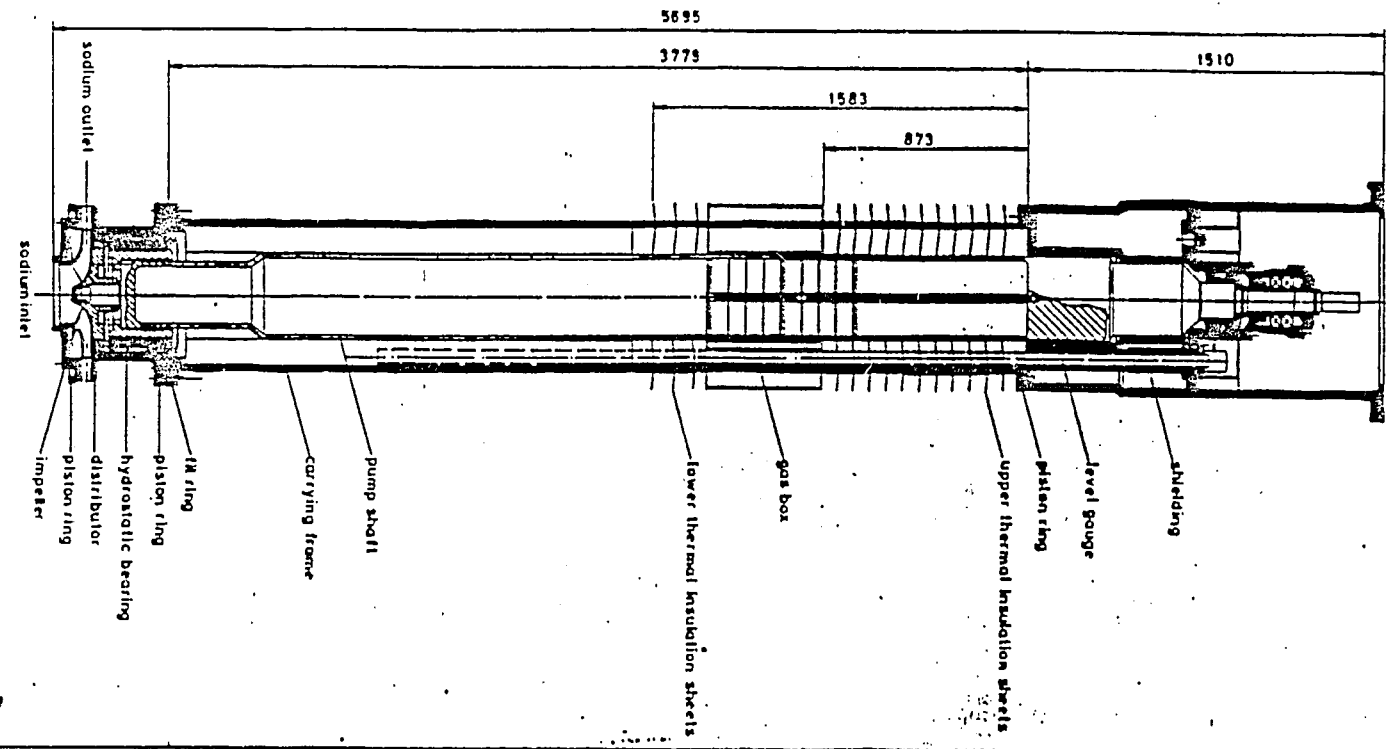 5695
3775
1510
1583
873
sodium outlet
sodium inlet
impeller
piston ring
distributor
hydrostatic bearing
piston ring
fit ring
carrying frame
pump shaft
lower thermal insulation sheets
gas box
upper thermal insulation sheets
piston ring
level gauge
shielding